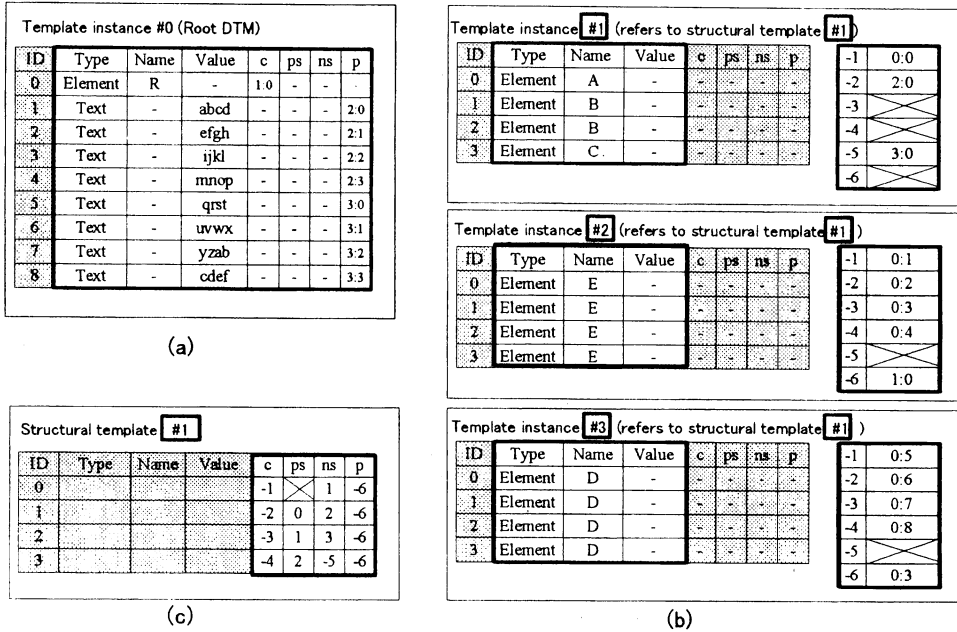 Template instance #0 (Root DTM)
ID Type Name Value c ps ns p
0 Element R - 1:0 - - -
1 Text - abcd - - - 2:0
2 Text - efgh - - - 2:1
3 Text - ijkl - - - 2:2
4 Text - mnop - - - 2:3
5 Text - qrst - - - 3:0
6 Text - uvwx - - - 3:1
7 Text - yzab - - - 3:2
8 Text - cdef - - - 3:3
(a)
Structural template #1
ID Type Name Value c ps ns p
0 -1 1 -6
1 -2 0 2 -6
2 -3 1 3 -6
3 -4 2 -5 -6
(c)
Template instance #1 (refers to structural template #1)
ID Type Name Value c ps ns p
0 Element A - - - - -
1 Element B - - - - -
2 Element B - - - - -
3 Element C - - - - -
-1 0:0
-2 2:0
-3
-4
-5 3:0
-6
Template instance #2 (refers to structural template #1)
ID Type Name Value c ps ns p
0 Element E - - - - -
1 Element E - - - - -
2 Element E - - - - -
3 Element E - - - - -
-1 0:1
-2 0:2
-3 0:3
-4 0:4
-5
-6 1:0
Template instance #3 (refers to structural template #1)
ID Type Name Value c ps ns p
0 Element D - - - - -
1 Element D - - - - -
2 Element D - - - - -
3 Element D - - - - -
-1 0:5
-2 0:6
-3 0:7
-4 0:8
-5
-6 0:3
(b)